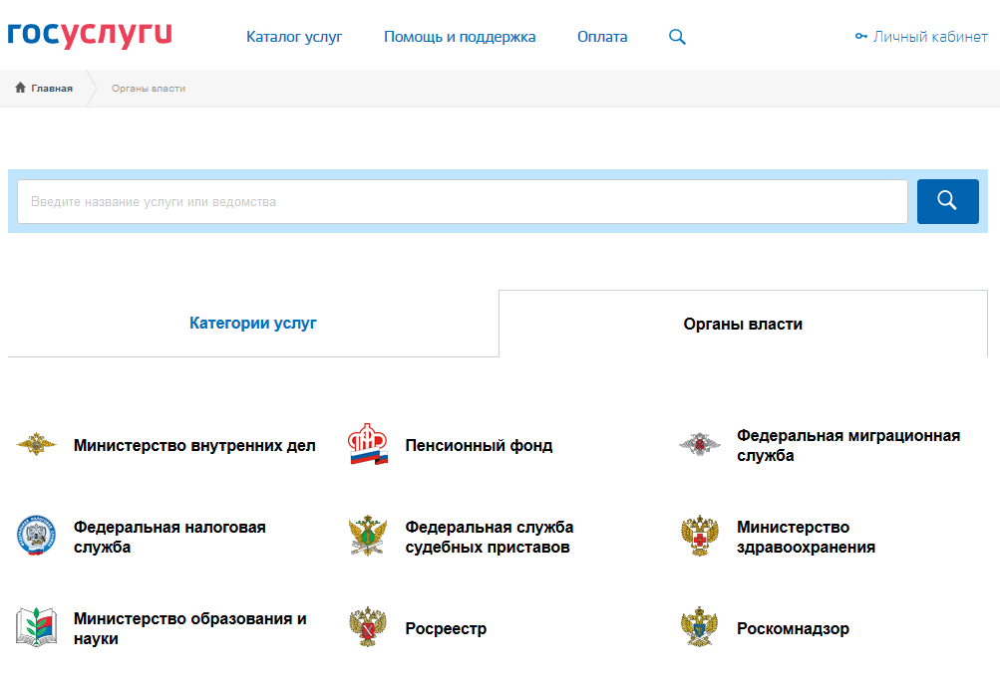 госуслуги
Каталог услуг
Помощь и поддержка
Оплата
Личный кабинет
Главная
Органы власти
Введите название услуги или ведомства
Категории услуг
Органы власти
Министерство внутренних дел
Пенсионный фонд
Федеральная миграционная
служба
Федеральная налоговая
служба
Федеральная служба
судебных приставов
Министерство
здравоохранения
Министерство образования и
науки
Росреестр
Роскомнадзор